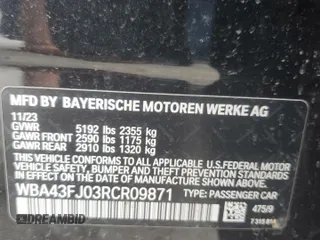 MFD BY BAYERISCHE MOTOREN WERKE AG
11/23
GVWR 5192 lbs 2355 kg
GAWR FRONT 2590 lbs 1175 kg
GAWR REAR 2910 lbs 1320 kg
THIS VEHICLE CONFORMS TO ALL APPLICABLE U.S.FEDERAL MOTOR
VEHICLE SAFETY, BUMPER AND THEFT PREVENTION STANDARDS
IN EFFECT ON THE DATE OF MANUFACTURE SHOWN ABOVE.
WBA43FJ03RCR09871 TYPE: PASSENGER CAR
475/9
DREAMBID